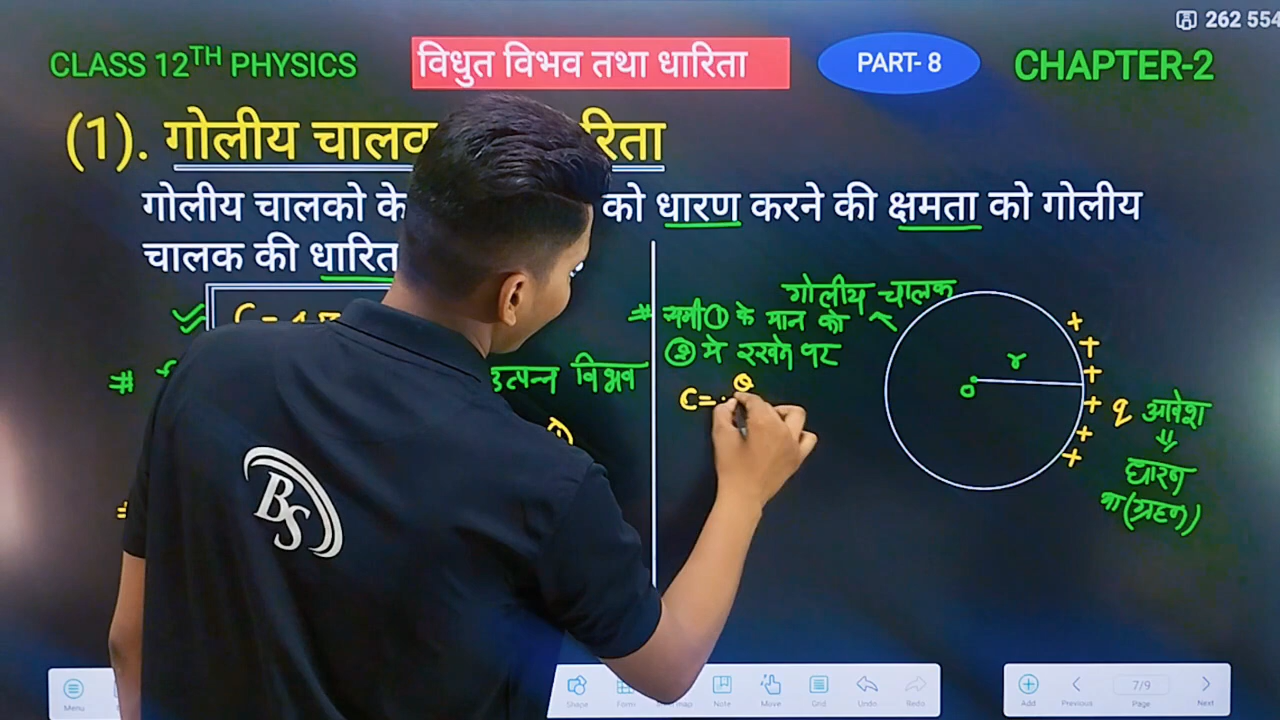 262 554
CLASS 12TH PHYSICS
विधुत विभव तथा धारिता
PART- 8
CHAPTER-2
(1). गोलीय
गोलीय चालको के को धारण करने की क्षमता को गोलीय
चालक की
C =
# उत्पन्न विभव
①
=
# समी① के मान को
② मे रखने पर
C=
गोलीय चालक
r
o
+
+
+
+ q आवेश
+
+
धारण
या (ग्रहण)
BS
Menu
Shape
Note
Move
Grid
Undo
Redo
Add
Previous
7/9
Page
Next